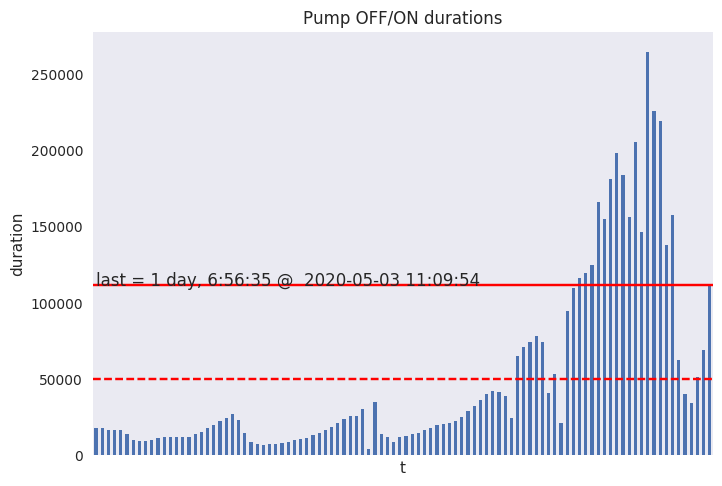 Pump OFF/ON durations
250000
200000
150000
100000
50000
0
duration
last = 1 day, 6:56:35 @  2020-05-03 11:09:54
t